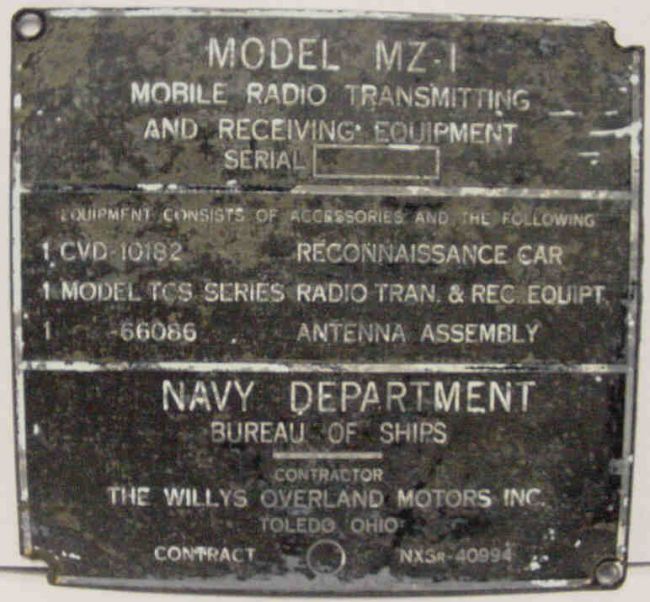 MODEL MZ-1
MOBILE RADIO TRANSMITTING
AND RECEIVING EQUIPMENT
SERIAL
EQUIPMENT CONSISTS OF ACCESSORIES AND THE FOLLOWING
1 CVD-10182 RECONNAISSANCE CAR
1 MODEL TCS SERIES RADIO TRAN. & REC. EQUIPT.
1 -66086 ANTENNA ASSEMBLY
NAVY DEPARTMENT
BUREAU OF SHIPS
CONTRACTOR
THE WILLYS OVERLAND MOTORS INC.
TOLEDO OHIO
CONTRACT NXSR-40994